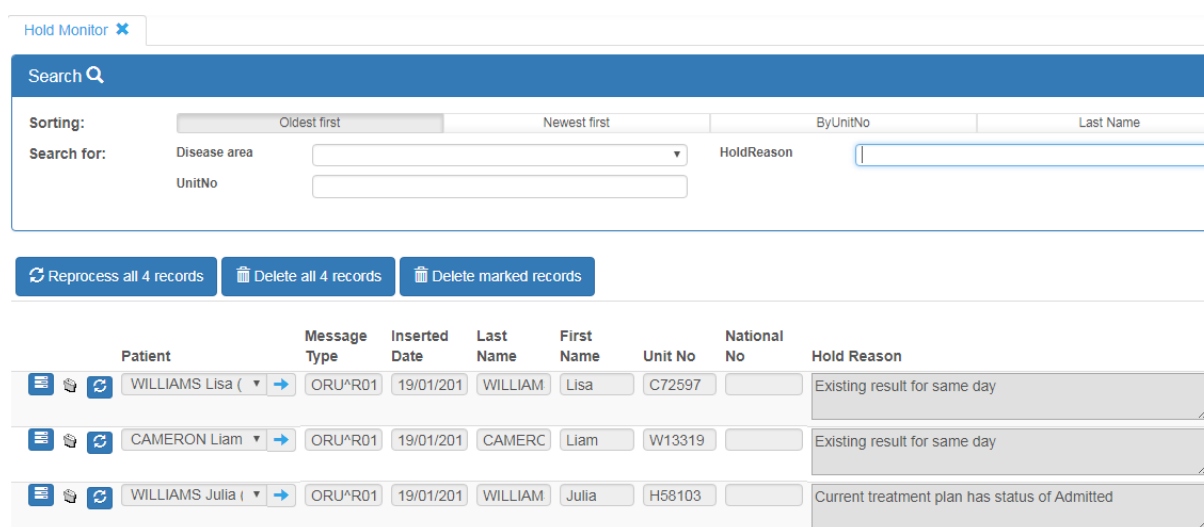 Hold Monitor ✖
Search
Sorting: Oldest first Newest first ByUnitNo Last Name
Search for: Disease area HoldReason
UnitNo
Reprocess all 4 records Delete all 4 records Delete marked records
Patient Message Type Inserted Date Last Name First Name Unit No National No Hold Reason
WILLIAMS Lisa ( ORU^R01 19/01/201 WILLIAM Lisa C72597 Existing result for same day
CAMERON Liam ORU^R01 19/01/201 CAMERC Liam W13319 Existing result for same day
WILLIAMS Julia ( ORU^R01 19/01/201 WILLIAM Julia H58103 Current treatment plan has status of Admitted